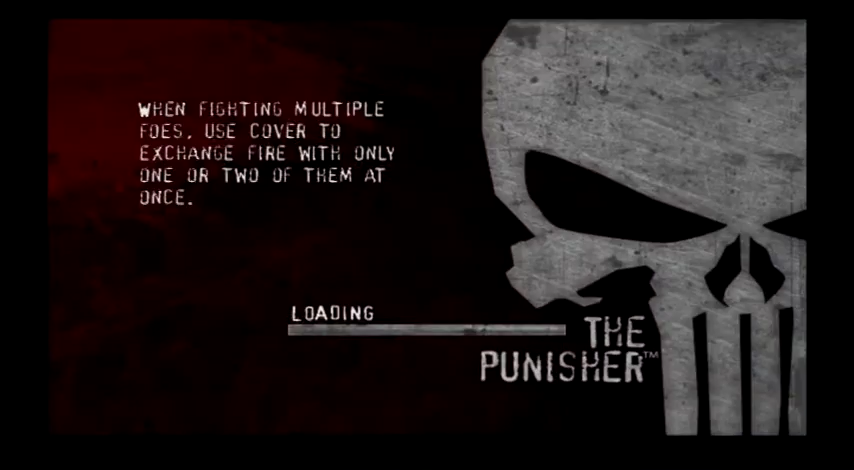 WHEN FIGHTING MULTIPLE
FOES, USE COVER TO
EXCHANGE FIRE WITH ONLY
ONE OR TWO OF THEM AT
ONCE.
LOADING
THE
PUNISHER™